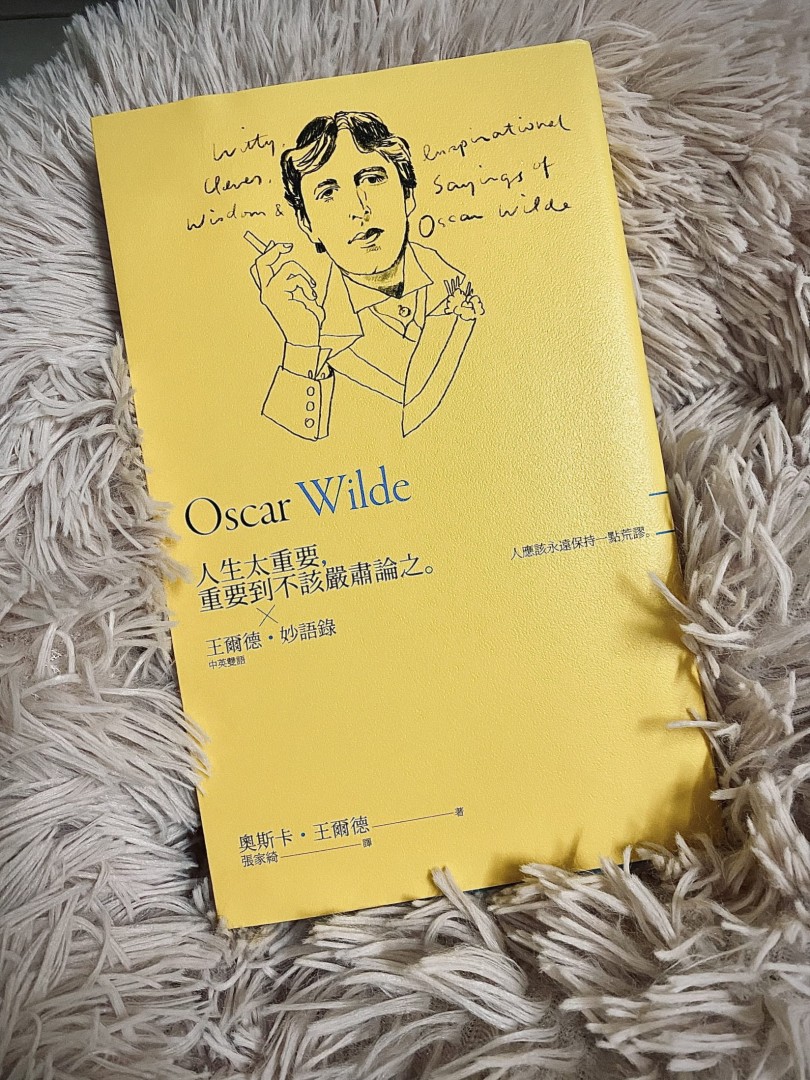 Witty,
Clever,
Wisdom &
Inspirational
Sayings of
Oscar Wilde
Oscar Wilde
人生太重要,
重要到不該嚴肅論之。
×
王爾德・妙語錄
中英雙語
人應該永遠保持一點荒謬。
奧斯卡・王爾德 著
張家綺 譯